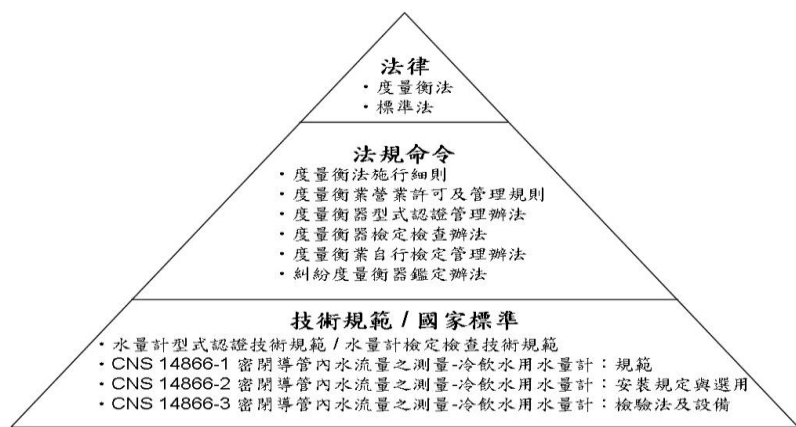 法律
・度量衡法
・標準法
法規命令
・度量衡法施行細則
・度量衡業營業許可及管理規則
・度量衡器型式認證管理辦法
・度量衡器檢定檢查辦法
・度量衡業自行檢定管理辦法
・糾紛度量衡器鑑定辦法
技術規範 / 國家標準
・水量計型式認證技術規範 / 水量計檢定檢查技術規範
・CNS 14866-1 密閉導管內水流量之測量-冷飲水用水量計：規範
・CNS 14866-2 密閉導管內水流量之測量-冷飲水用水量計：安裝規定與選用
・CNS 14866-3 密閉導管內水流量之測量-冷飲水用水量計：檢驗法及設備